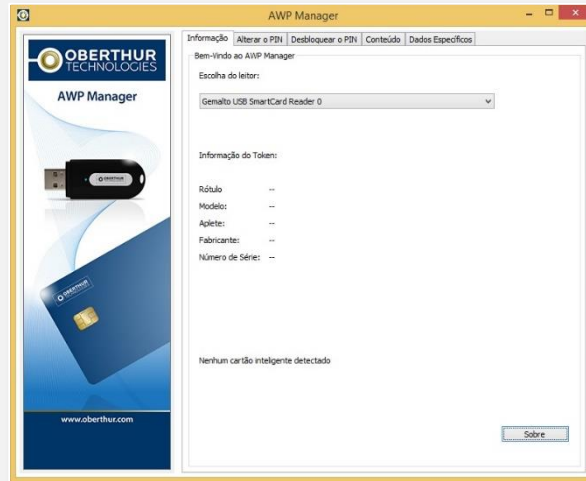 AWP Manager
OBERTHUR
TECHNOLOGIES
AWP Manager
OBERTHUR
OBERTHUR
www.oberthur.com
Informação
Alterar o PIN
Desbloquear o PIN
Conteúdo
Dados Específicos
Bem-Vindo ao AWP Manager
Escolha do leitor:
Gemalto USB SmartCard Reader 0
Informação do Token:
Rótulo --
Modelo: --
Aplete: --
Fabricante: --
Número de Série: --
Nenhum cartão inteligente detectado
Sobre